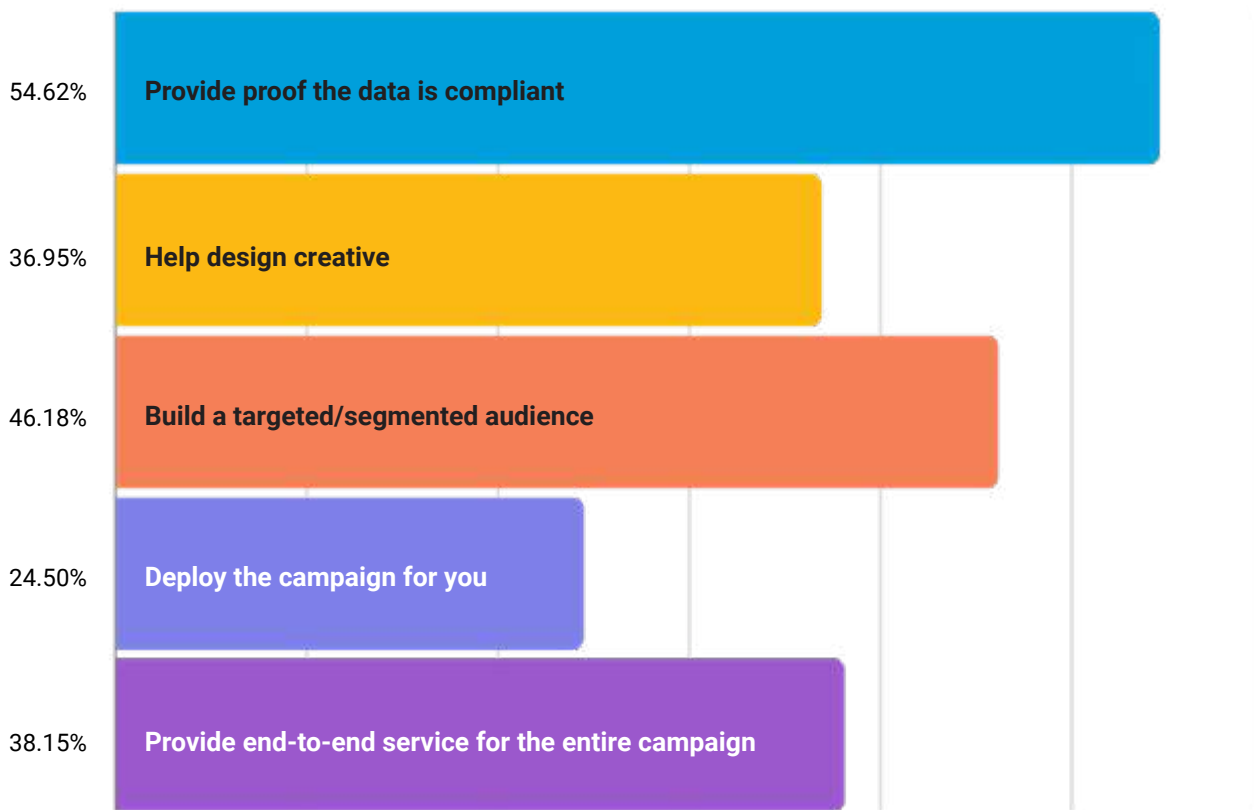 54.62% Provide proof the data is compliant
36.95% Help design creative
46.18% Build a targeted/segmented audience
24.50% Deploy the campaign for you
38.15% Provide end-to-end service for the entire campaign